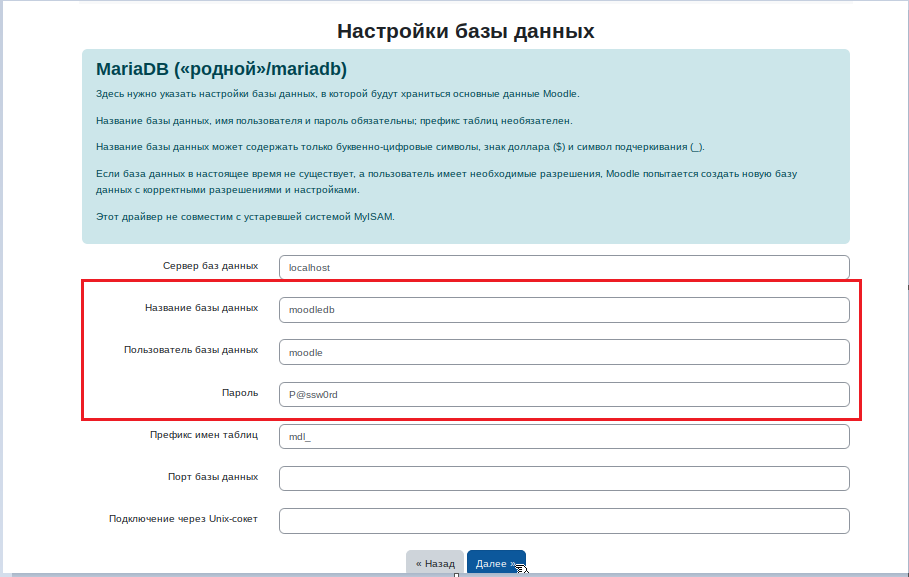 Настройки базы данных
MariaDB («родной»/mariadb)
Здесь нужно указать настройки базы данных, в которой будут храниться основные данные Moodle.
Название базы данных, имя пользователя и пароль обязательны; префикс таблиц необязателен.
Название базы данных может содержать только буквенно-цифровые символы, знак доллара ($) и символ подчеркивания (_).
Если база данных в настоящее время не существует, а пользователь имеет необходимые разрешения, Moodle попытается создать новую базу
данных с корректными разрешениями и настройками.
Этот драйвер не совместим с устаревшей системой MyISAM.
Сервер баз данных localhost
Название базы данных moodledb
Пользователь базы данных moodle
Пароль P@ssw0rd
Префикс имен таблиц mdl_
Порт базы данных
Подключение через Unix-сокет
« Назад Далее »